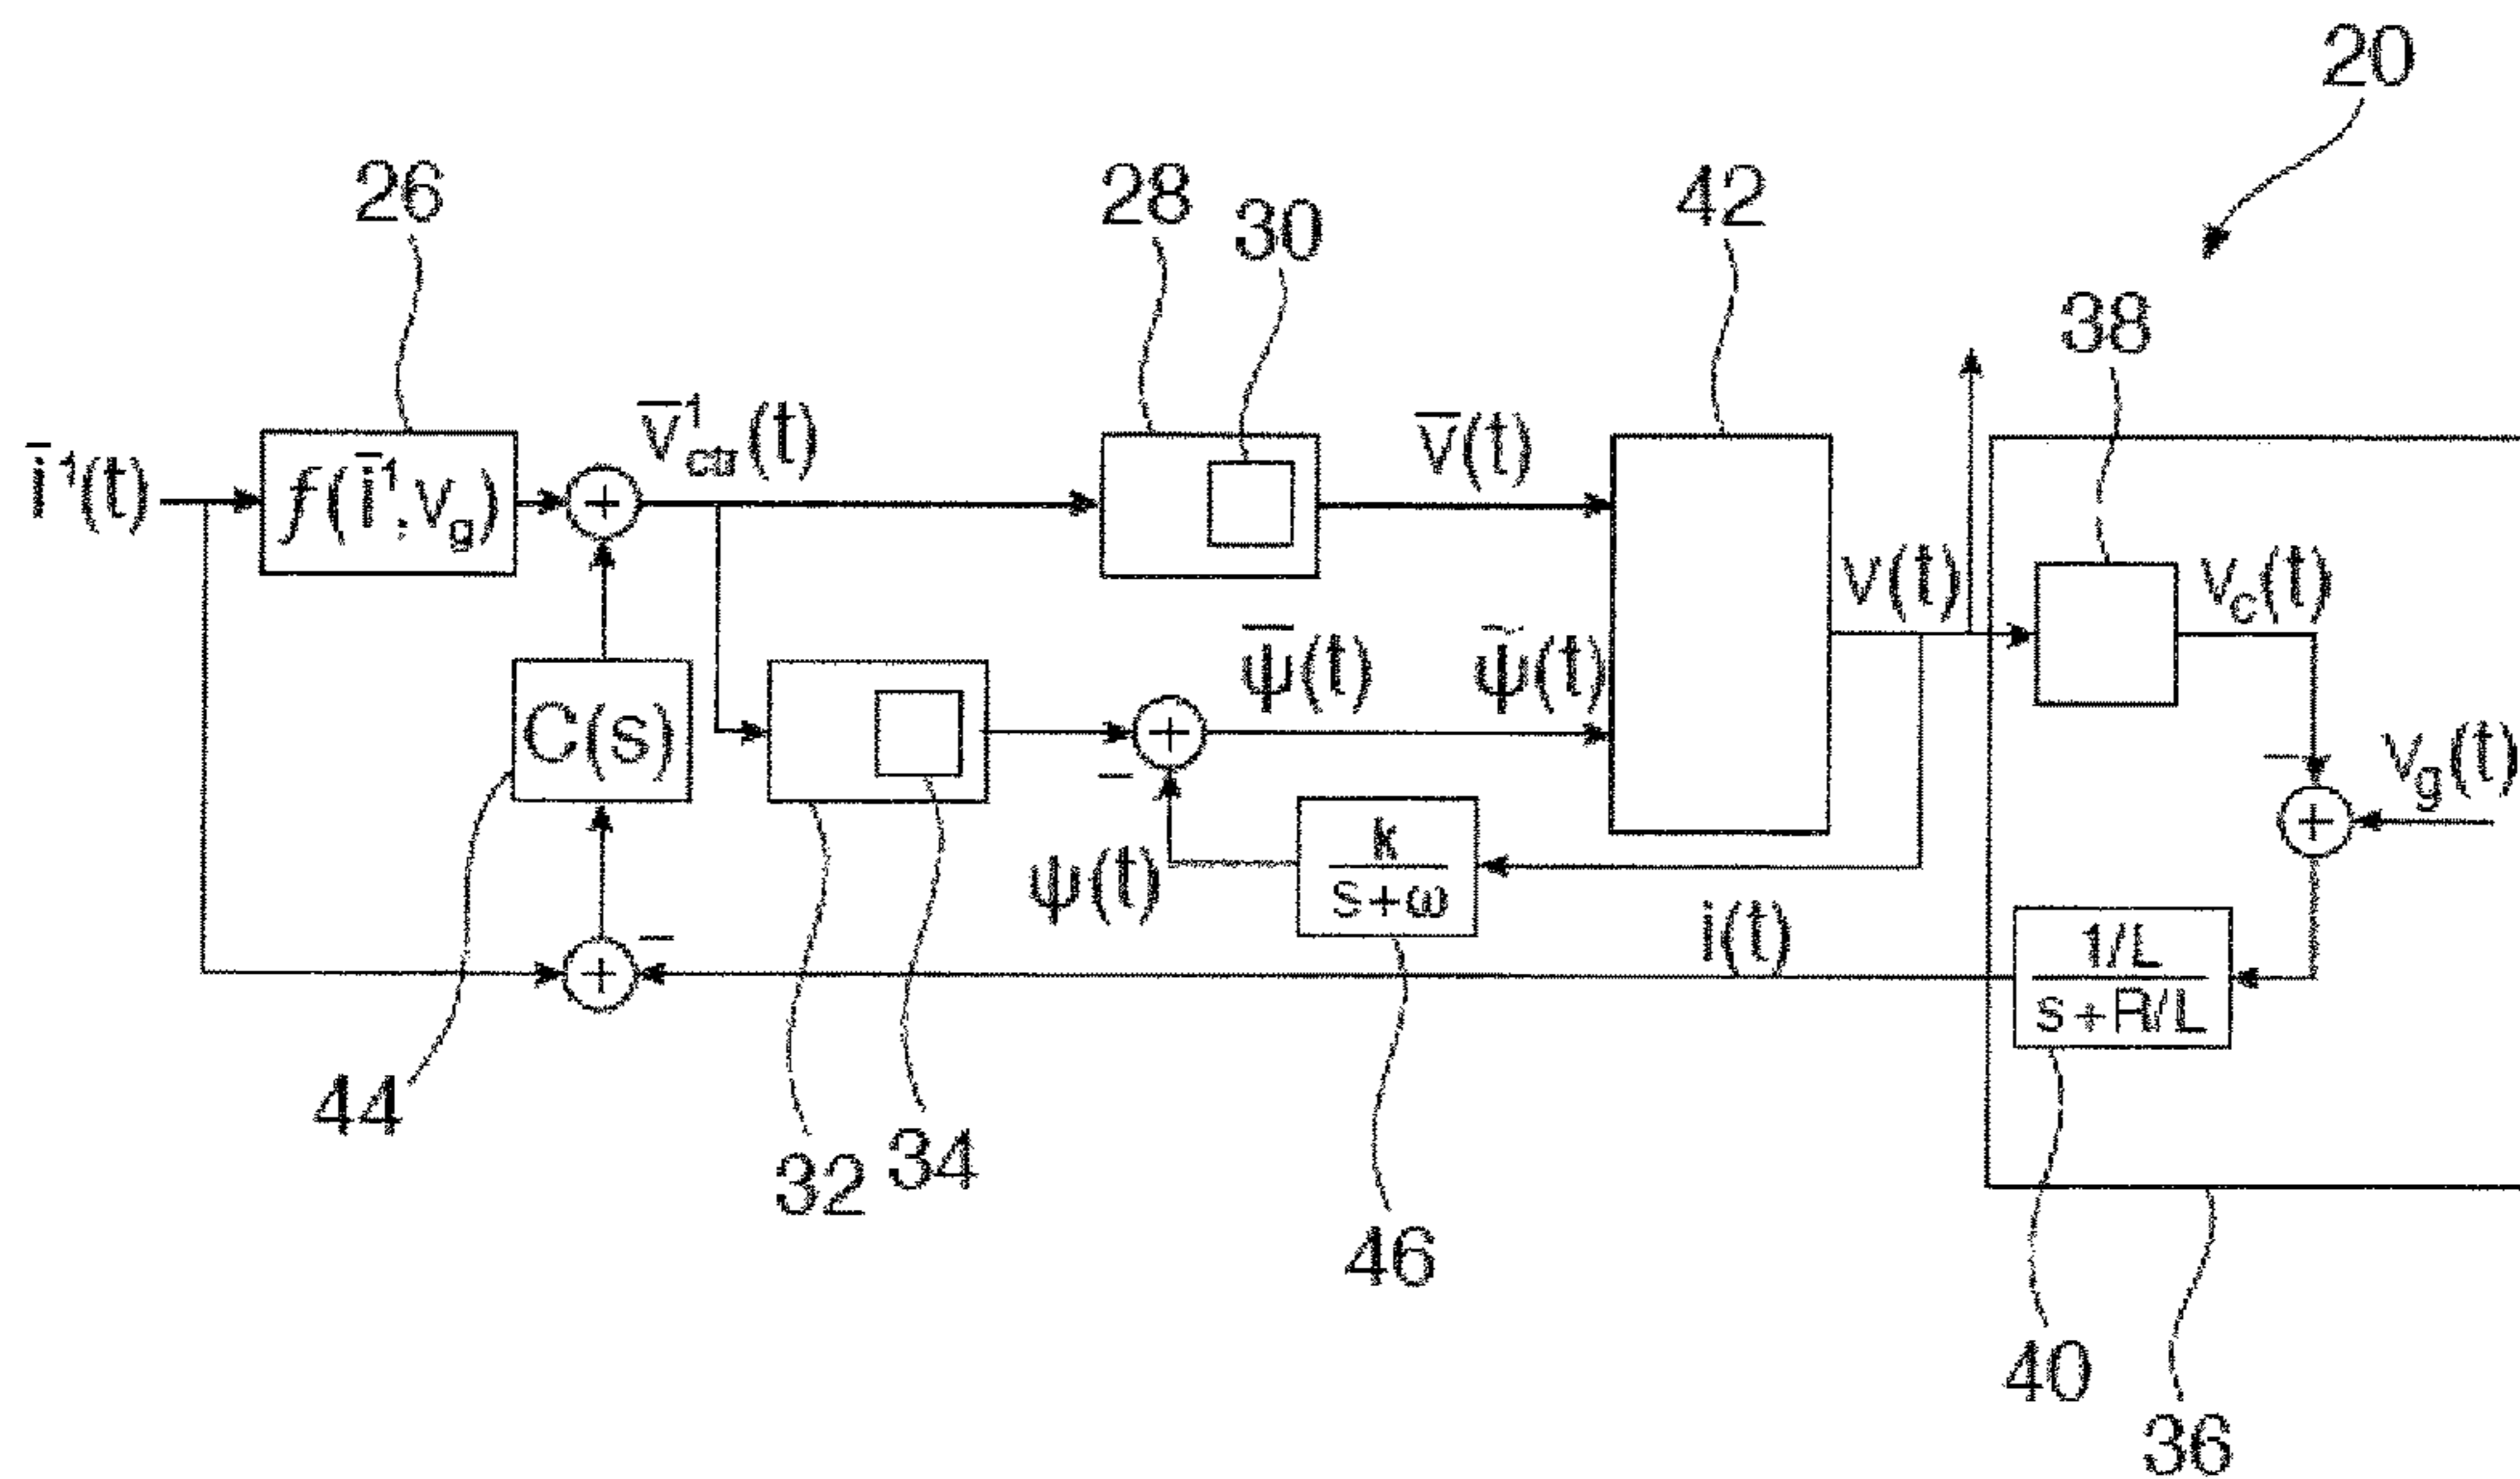 20
26
28
30
42
38
ī¹(t)
f(ī¹, v_g)
+
v̄¹_ctr(t)
v̄(t)
v(t)
v_c(t)
C(s)
+
−
ψ̄(t)
ψ̃(t)
ψ(t)
k
s+ω
−
v_g(t)
+
i(t)
+
−
1/L
s+R/L
44
32
34
46
40
36